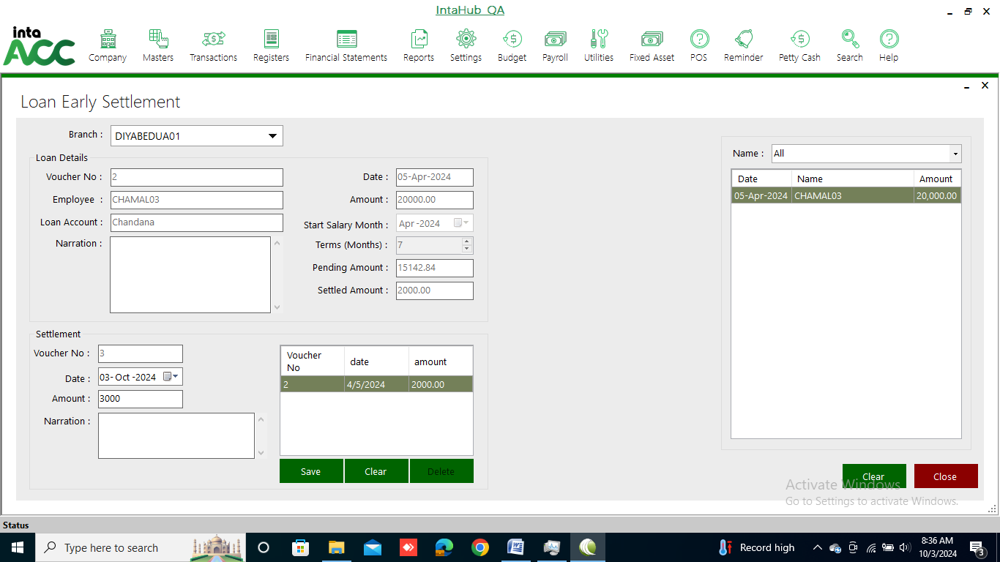 IntaHub_QA
inta
ACC
Company
Masters
Transactions
Registers
Financial Statements
Reports
Settings
Budget
Payroll
Utilities
Fixed Asset
POS
Reminder
Petty Cash
Search
Help
Loan Early Settlement
Branch :
DIYABEDUA01
Loan Details
Voucher No :
2
Employee :
CHAMAL03
Loan Account :
Chandana
Narration :
Date :
05-Apr-2024
Amount :
20000.00
Start Salary Month :
Apr -2024
Terms (Months) :
7
Pending Amount :
15142.84
Settled Amount :
2000.00
Settlement
Voucher No :
3
Date :
03- Oct -2024
Amount :
3000
Narration :
Voucher No
date
amount
2
4/5/2024
2000.00
Save
Clear
Delete
Name :
All
Date
Name
Amount
05-Apr-2024
CHAMAL03
20,000.00
Clear
Close
Activate Windows
Go to Settings to activate Windows.
Status
Type here to search
Record high
8:36 AM
10/3/2024
3